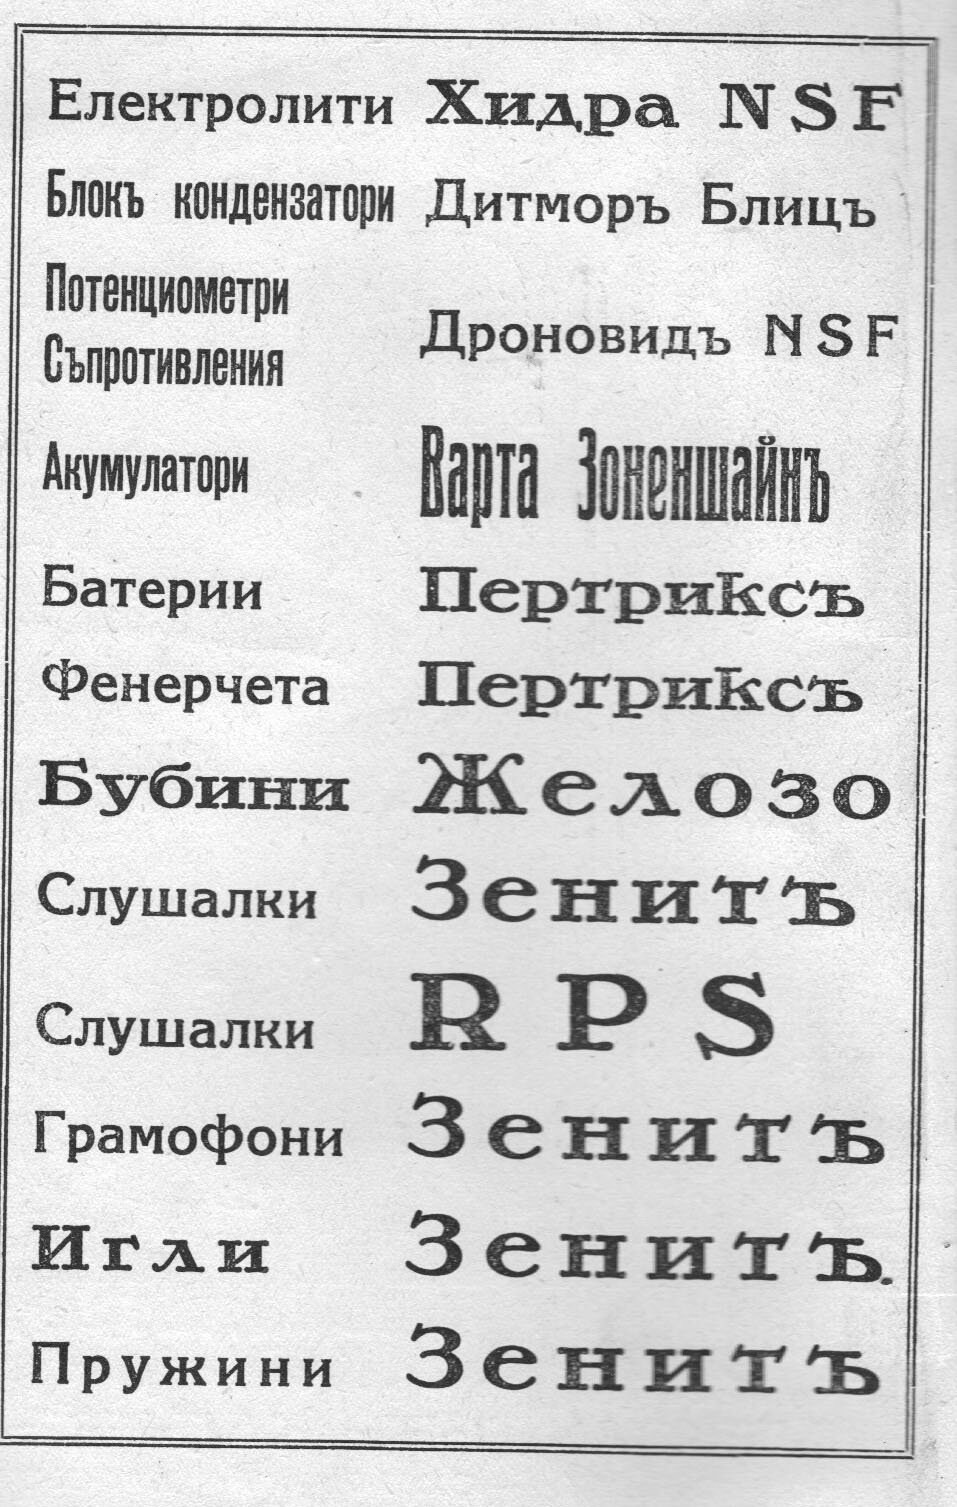 Електролити Хидра NSF
Блокъ кондензатори Дитморъ Блицъ
Потенциометри
Съпротивления
Дроновидъ NSF
Акумулатори Варта Зоненшайнъ
Батерии Пертриксъ
Фенерчета Пертриксъ
Бубини Желозо
Слушалки Зенитъ
Слушалки RPS
Грамофони Зенитъ
Игли Зенитъ.
Пружини Зенитъ